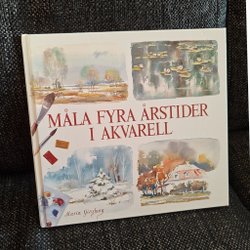 MÅLA FYRA ÅRSTIDER
I AKVARELL